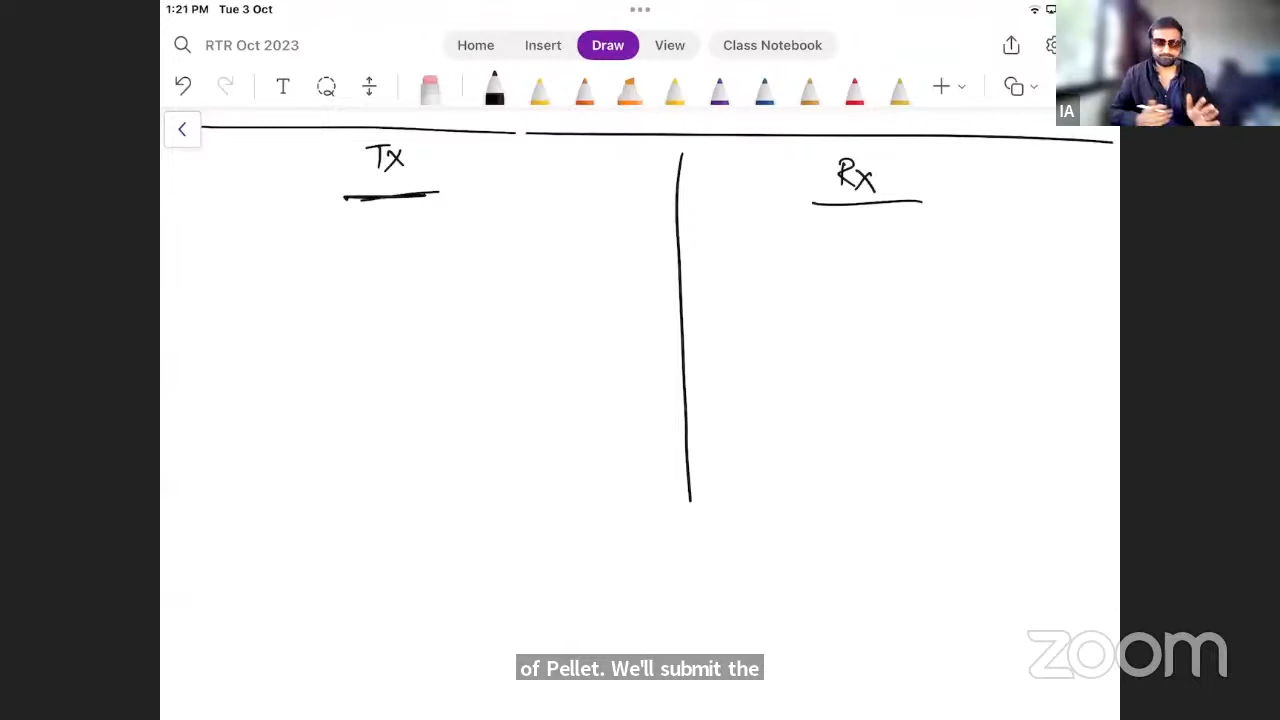 1:21 PM Tue 3 Oct
RTR Oct 2023
Home Insert Draw View Class Notebook
T
IA
Tx
Rx
of Pellet. We'll submit the
zoom